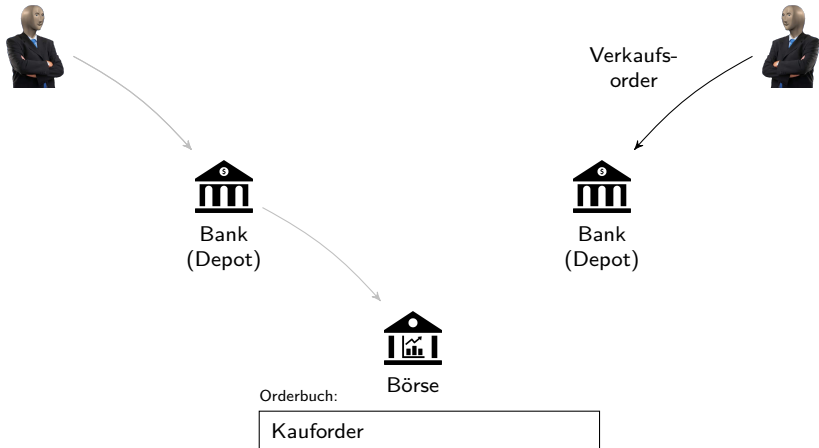 Verkaufs-
order
Bank
(Depot)
Bank
(Depot)
Börse
Orderbuch:
Kauforder